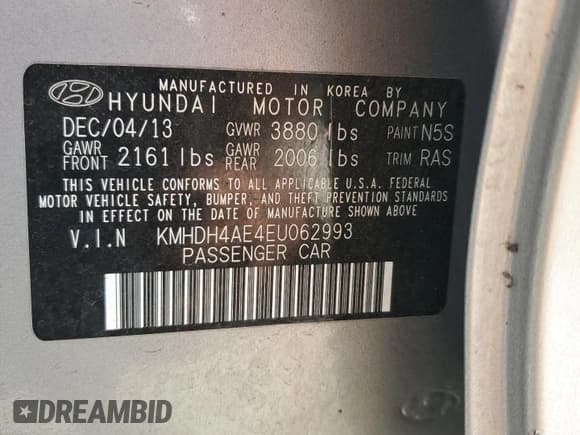 MANUFACTURED IN KOREA BY
HYUNDAI MOTOR COMPANY
DEC/04/13 GVWR 3880 lbs PAINT N5S
GAWR FRONT 2161 lbs GAWR REAR 2006 lbs TRIM RAS
THIS VEHICLE CONFORMS TO ALL APPLICABLE U.S.A. FEDERAL
MOTOR VEHICLE SAFETY, BUMPER, AND THEFT PREVENTION STANDARDS
IN EFFECT ON THE DATE OF MANUFACTURE SHOWN ABOVE
V.I.N KMHDH4AE4EU062993
PASSENGER CAR
DREAMBID